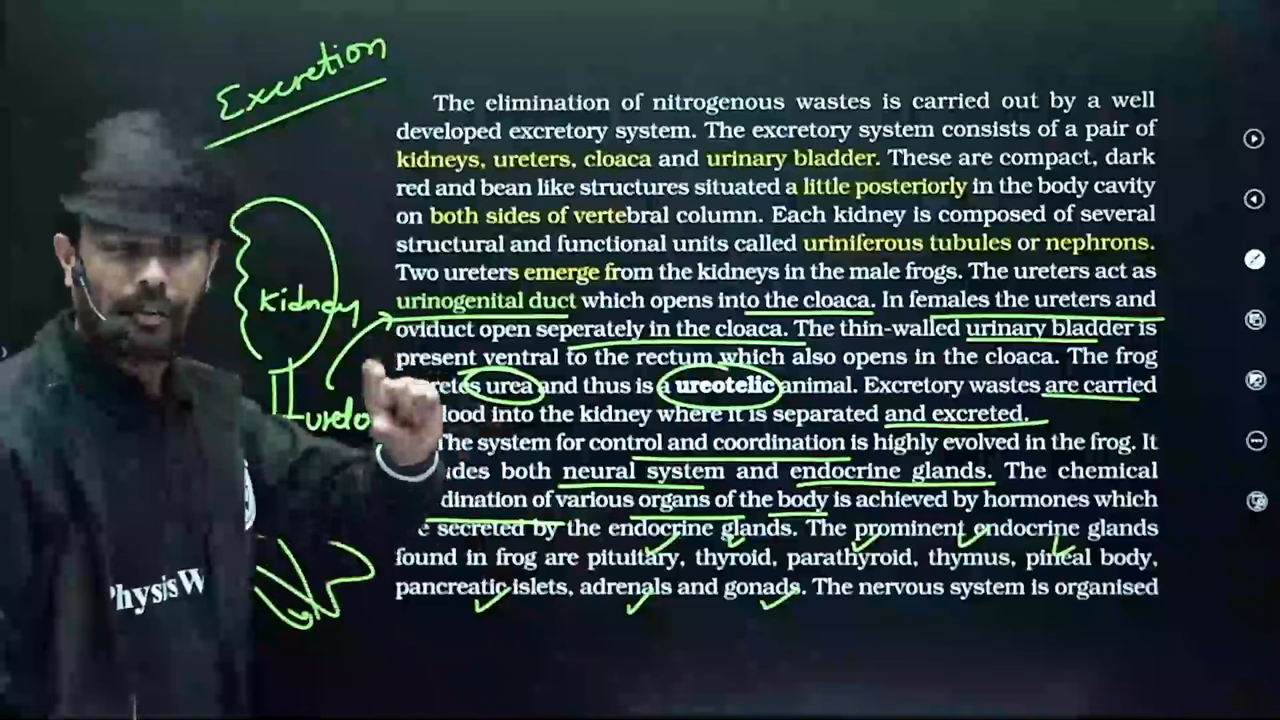 Excretion
The elimination of nitrogenous wastes is carried out by a well
developed excretory system. The excretory system consists of a pair of
kidneys, ureters, cloaca and urinary bladder. These are compact, dark
red and bean like structures situated a little posteriorly in the body cavity
on both sides of vertebral column. Each kidney is composed of several
structural and functional units called uriniferous tubules or nephrons.
Two ureters emerge from the kidneys in the male frogs. The ureters act as
urinogenital duct which opens into the cloaca. In females the ureters and
oviduct open seperately in the cloaca. The thin-walled urinary bladder is
present ventral to the rectum which also opens in the cloaca. The frog
urea and thus is a ureotelic animal. Excretory wastes are carried
into the kidney where it is separated and excreted.
The system for control and coordination is highly evolved in the frog. It
both neural system and endocrine glands. The chemical
of various organs of the body is achieved by hormones which
secreted by the endocrine glands. The prominent endocrine glands
found in frog are pituitary, thyroid, parathyroid, thymus, pineal body,
pancreatic islets, adrenals and gonads. The nervous system is organised
Kidney
PhysisW